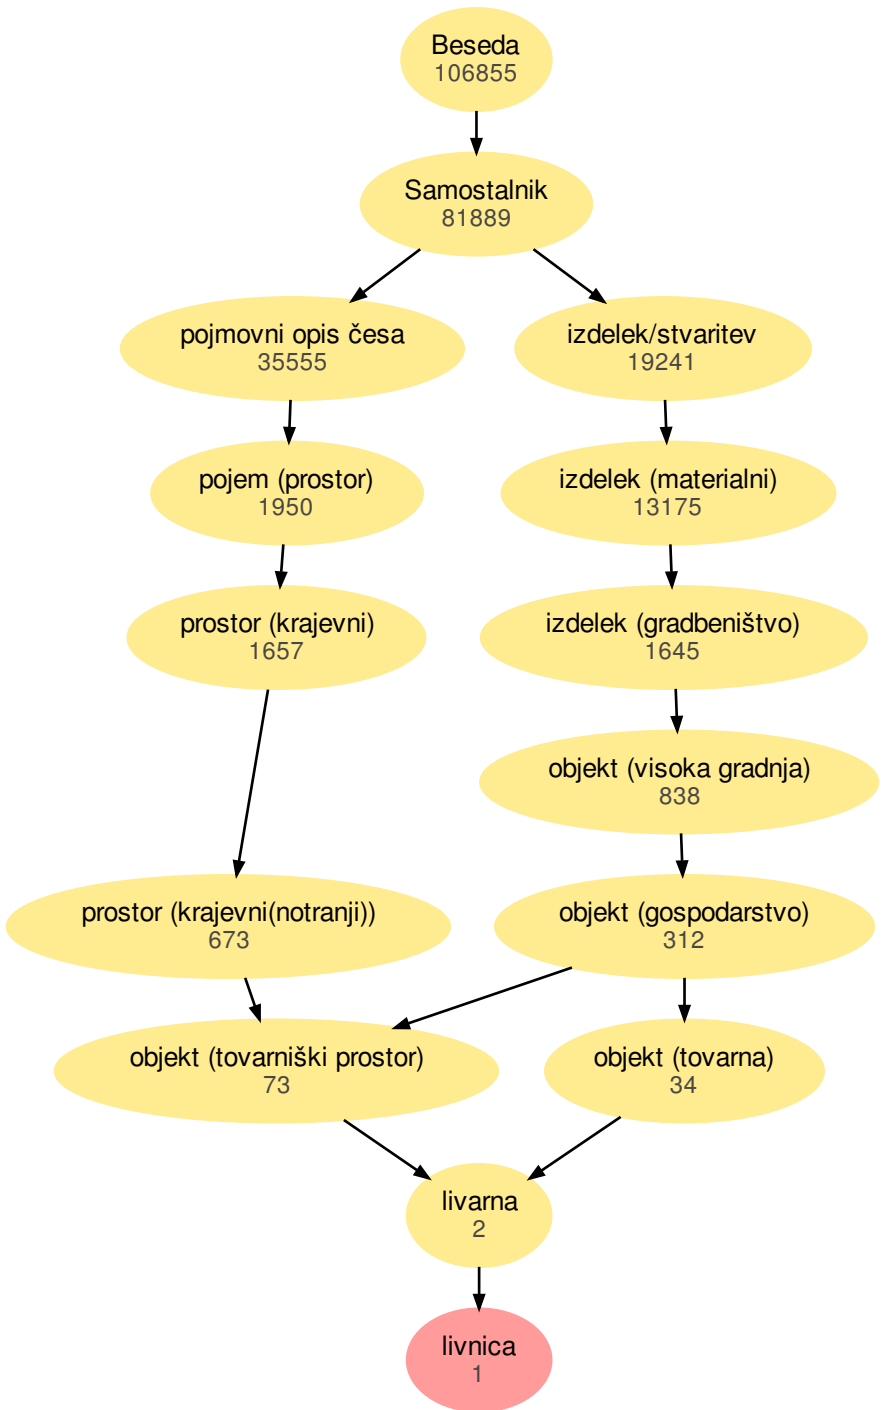 Beseda
106855
Samostalnik
81889
pojmovni opis česa
35555
izdelek/stvaritev
19241
pojem (prostor)
1950
izdelek (materialni)
13175
prostor (krajevni)
1657
izdelek (gradbeništvo)
1645
objekt (visoka gradnja)
838
prostor (krajevni(notranji))
673
objekt (gospodarstvo)
312
objekt (tovarniški prostor)
73
objekt (tovarna)
34
livarna
2
livnica
1